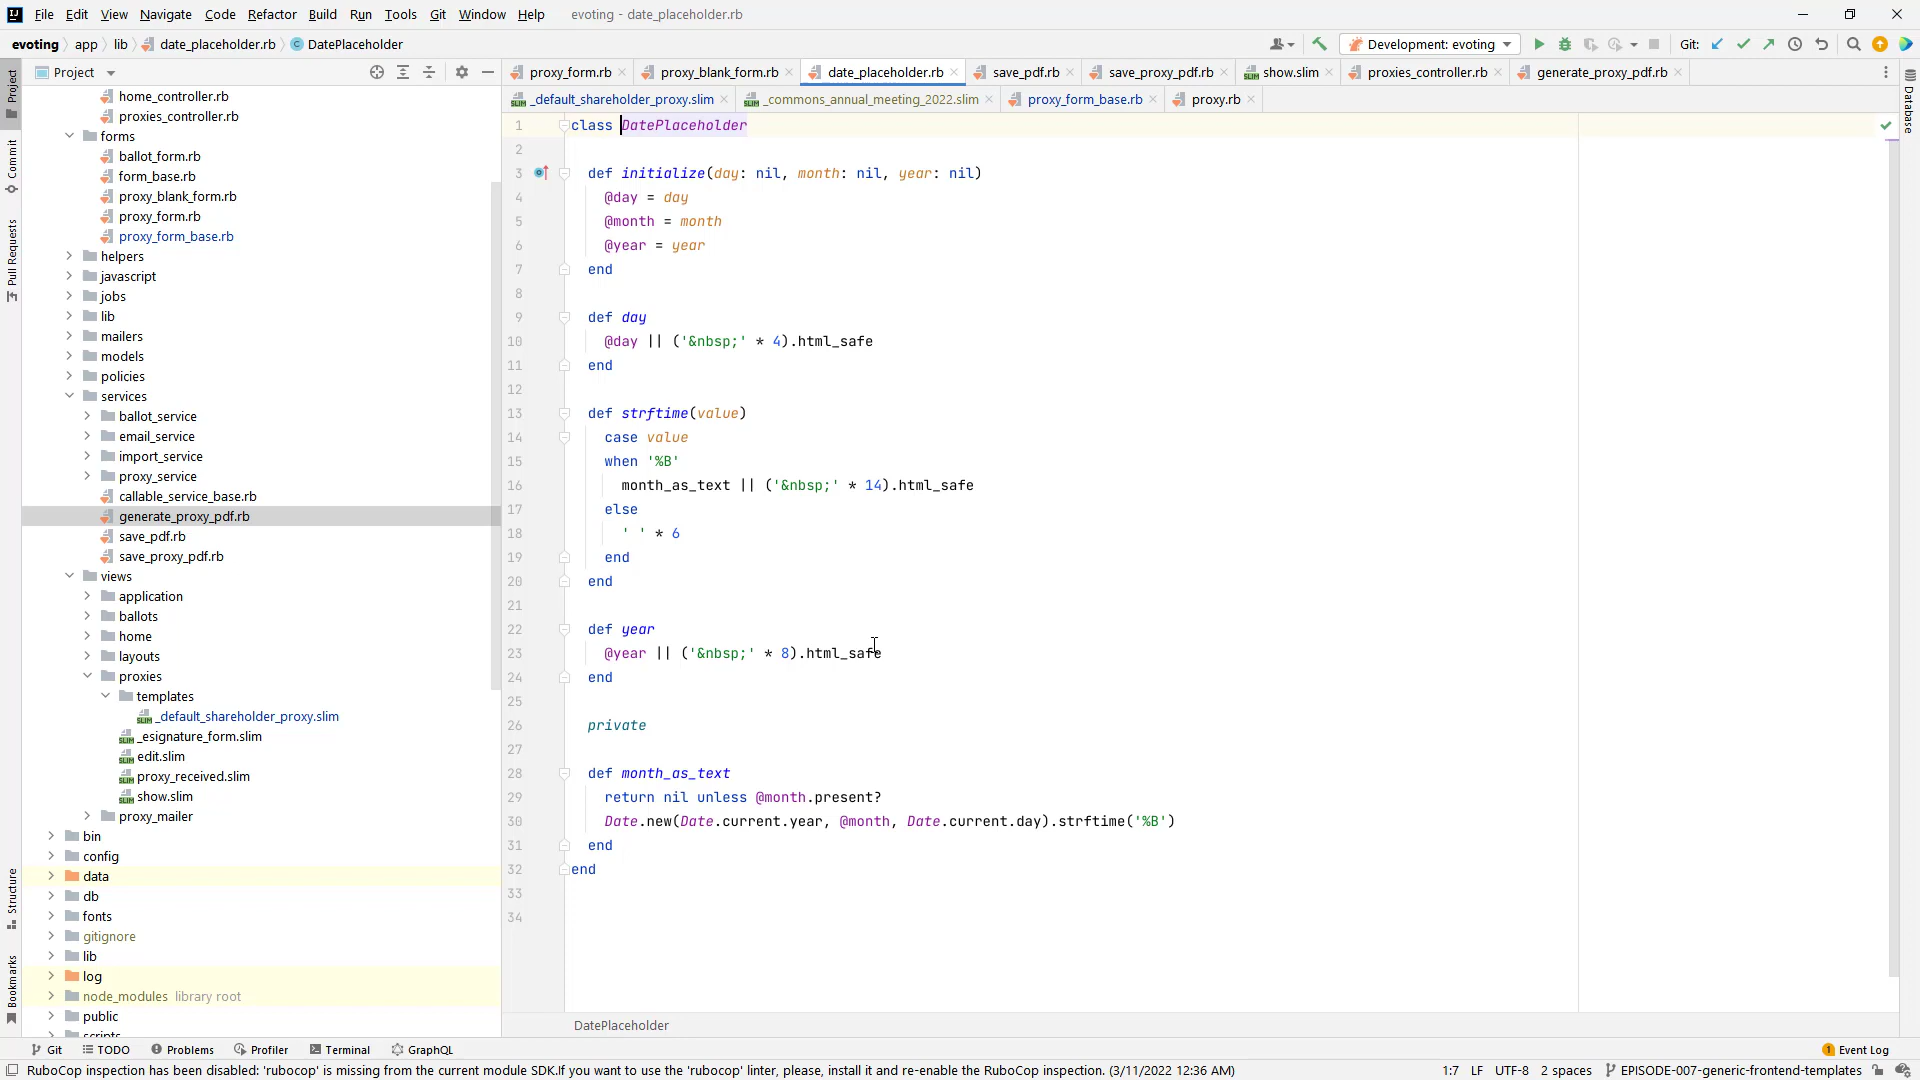 File Edit View Navigate Code Refactor Build Run Tools Git Window Help evoting - date_placeholder.rb
evoting app lib date_placeholder.rb DatePlaceholder Development: evoting Git:
Project proxy_form.rb proxy_blank_form.rb date_placeholder.rb save_pdf.rb save_proxy_pdf.rb show.slim proxies_controller.rb generate_proxy_pdf.rb
_default_shareholder_proxy.slim _commons_annual_meeting_2022.slim proxy_form_base.rb proxy.rb
Project
Commit
Pull Requests
Structure
Bookmarks
home_controller.rb
proxies_controller.rb
forms
ballot_form.rb
form_base.rb
proxy_blank_form.rb
proxy_form.rb
proxy_form_base.rb
helpers
javascript
jobs
lib
mailers
models
policies
services
ballot_service
email_service
import_service
proxy_service
callable_service_base.rb
generate_proxy_pdf.rb
save_pdf.rb
save_proxy_pdf.rb
views
application
ballots
home
layouts
proxies
templates
_default_shareholder_proxy.slim
_esignature_form.slim
edit.slim
proxy_received.slim
show.slim
proxy_mailer
bin
config
data
db
fonts
gitignore
lib
log
node_modules library root
public
scripts
1 class DatePlaceholder
2
3 def initialize(day: nil, month: nil, year: nil)
4 @day = day
5 @month = month
6 @year = year
7 end
8
9 def day
10 @day || ('&nbsp;' * 4).html_safe
11 end
12
13 def strftime(value)
14 case value
15 when '%B'
16 month_as_text || ('&nbsp;' * 14).html_safe
17 else
18 ' ' * 6
19 end
20 end
21
22 def year
23 @year || ('&nbsp;' * 8).html_safe
24 end
25
26 private
27
28 def month_as_text
29 return nil unless @month.present?
30 Date.new(Date.current.year, @month, Date.current.day).strftime('%B')
31 end
32 end
33
34
DatePlaceholder
Database
Git TODO Problems Profiler Terminal GraphQL 1 Event Log
RuboCop inspection has been disabled: 'rubocop' is missing from the current module SDK.If you want to use the 'rubocop' linter, please, install it and re-enable the RuboCop inspection. (3/11/2022 12:36 AM) 1:7 LF UTF-8 2 spaces EPISODE-007-generic-frontend-templates